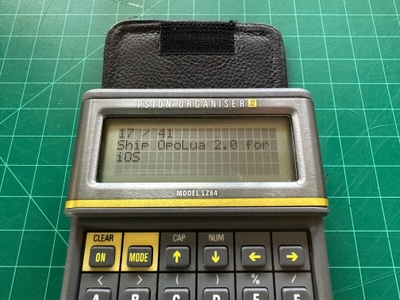 PSION ORGANISER II
17 / 41
Ship OpoLua 2.0 for
iOS
MODEL LZ64
CLEAR CAP NUM
ON MODE ↑ ↓ ← →
< > ( ) % /
A B C D E F